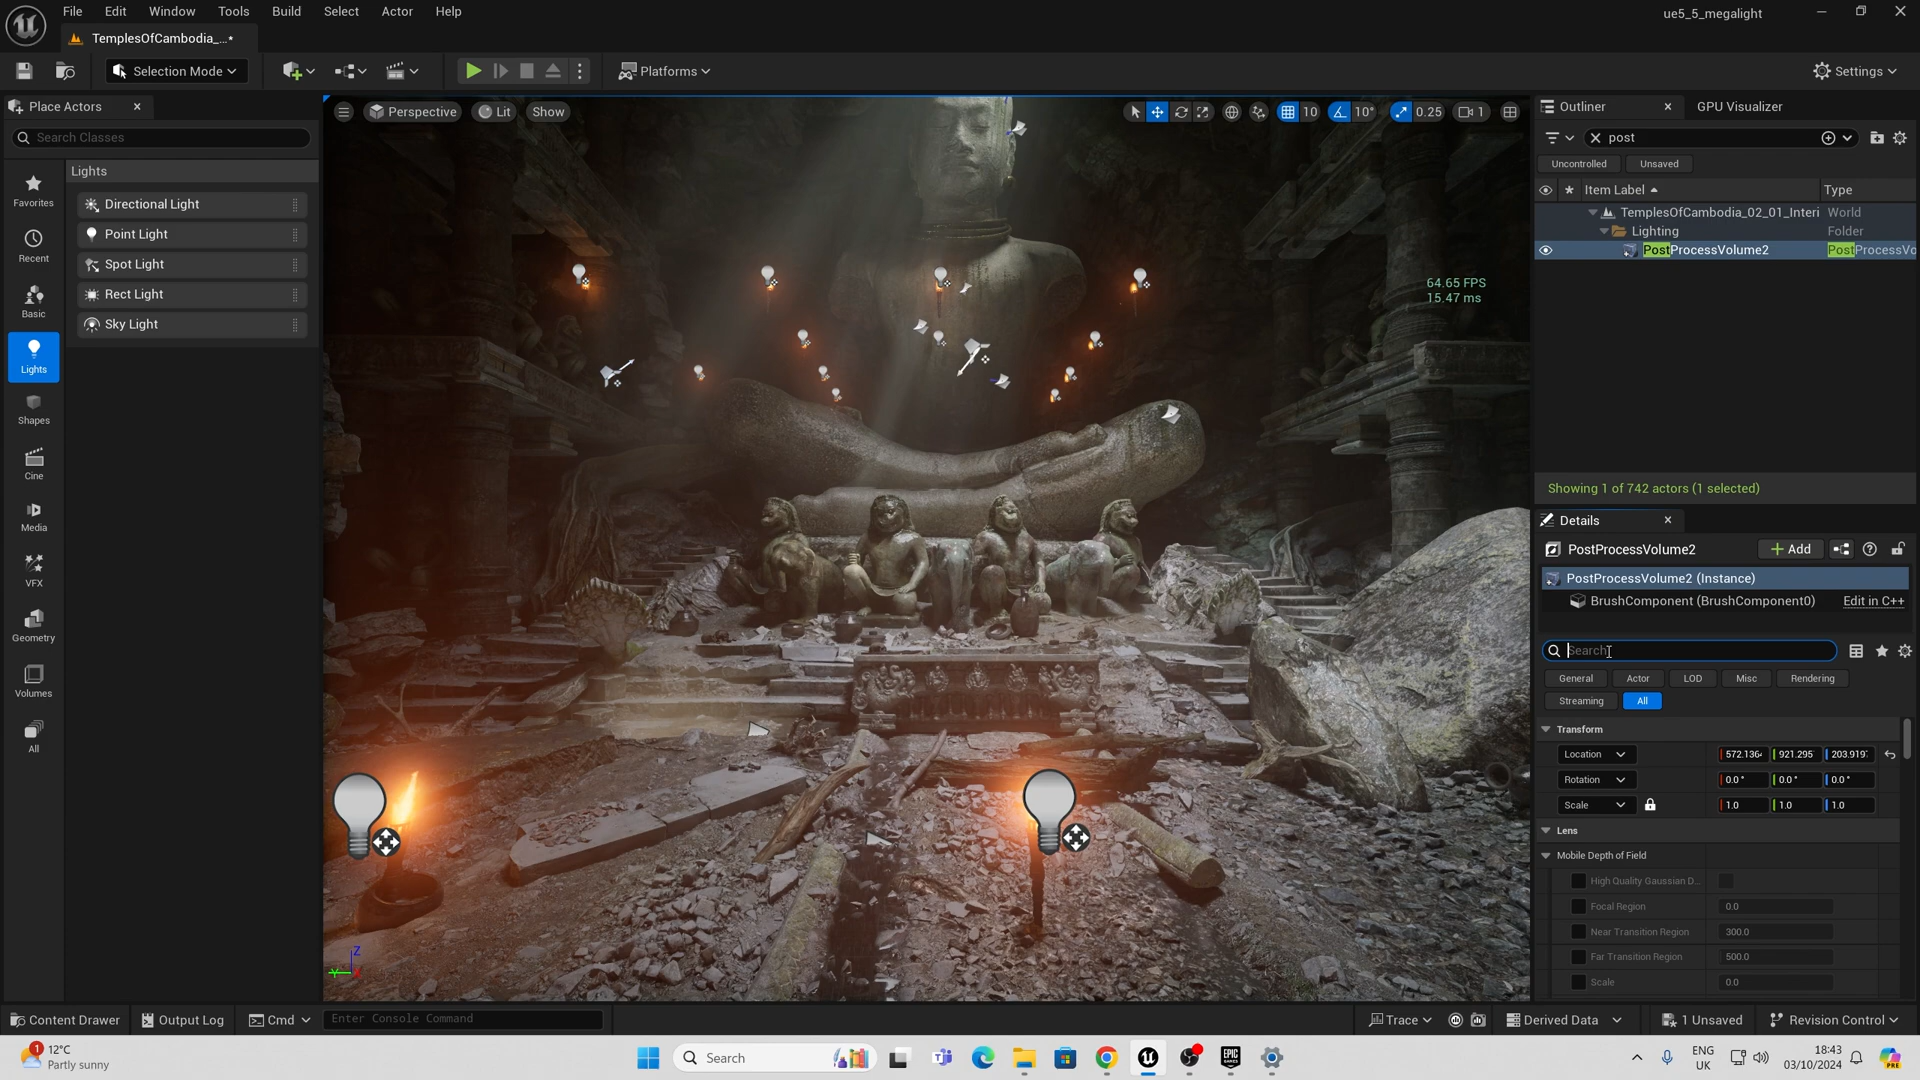 File Edit Window Tools Build Select Actor Help
ue5_5_megalight
TemplesOfCambodia_...•
Selection Mode
Platforms
Settings
Place Actors
Search Classes
Favorites
Recent
Basic
Lights
Shapes
Cine
Media
VFX
Geometry
Volumes
All
Lights
Directional Light
Point Light
Spot Light
Rect Light
Sky Light
Perspective Lit Show
10 10° 0.25 1
64.65 FPS
15.47 ms
Outliner GPU Visualizer
post
Uncontrolled Unsaved
Item Label Type
TemplesOfCambodia_02_01_Interi World
Lighting Folder
PostProcessVolume2 PostProcessVo
Showing 1 of 742 actors (1 selected)
Details
PostProcessVolume2 + Add
PostProcessVolume2 (Instance)
BrushComponent (BrushComponent0) Edit in C++
Search
General Actor LOD Misc Rendering
Streaming All
Transform
Location 572.136 921.295 203.919
Rotation 0.0° 0.0° 0.0°
Scale 1.0 1.0 1.0
Lens
Mobile Depth of Field
High Quality Gaussian D...
Focal Region 0.0
Near Transition Region 300.0
Far Transition Region 500.0
Scale 0.0
Z
Y
Content Drawer Output Log Cmd Enter Console Command
Trace Derived Data 1 Unsaved Revision Control
1
12°C
Partly sunny
Search
EPIC
GAMES
ENG
UK
18:43
03/10/2024
PRE